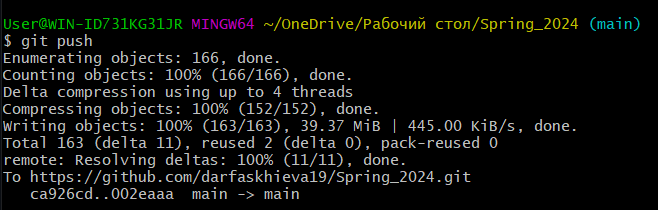 User@WIN-ID731KG31JR MINGW64 ~/OneDrive/Рабочий стол/Spring_2024 (main)
$ git push
Enumerating objects: 166, done.
Counting objects: 100% (166/166), done.
Delta compression using up to 4 threads
Compressing objects: 100% (152/152), done.
Writing objects: 100% (163/163), 39.37 MiB | 445.00 KiB/s, done.
Total 163 (delta 11), reused 2 (delta 0), pack-reused 0
remote: Resolving deltas: 100% (11/11), done.
To https://github.com/darfaskhieva19/Spring_2024.git
   ca926cd..002eaaa  main -> main